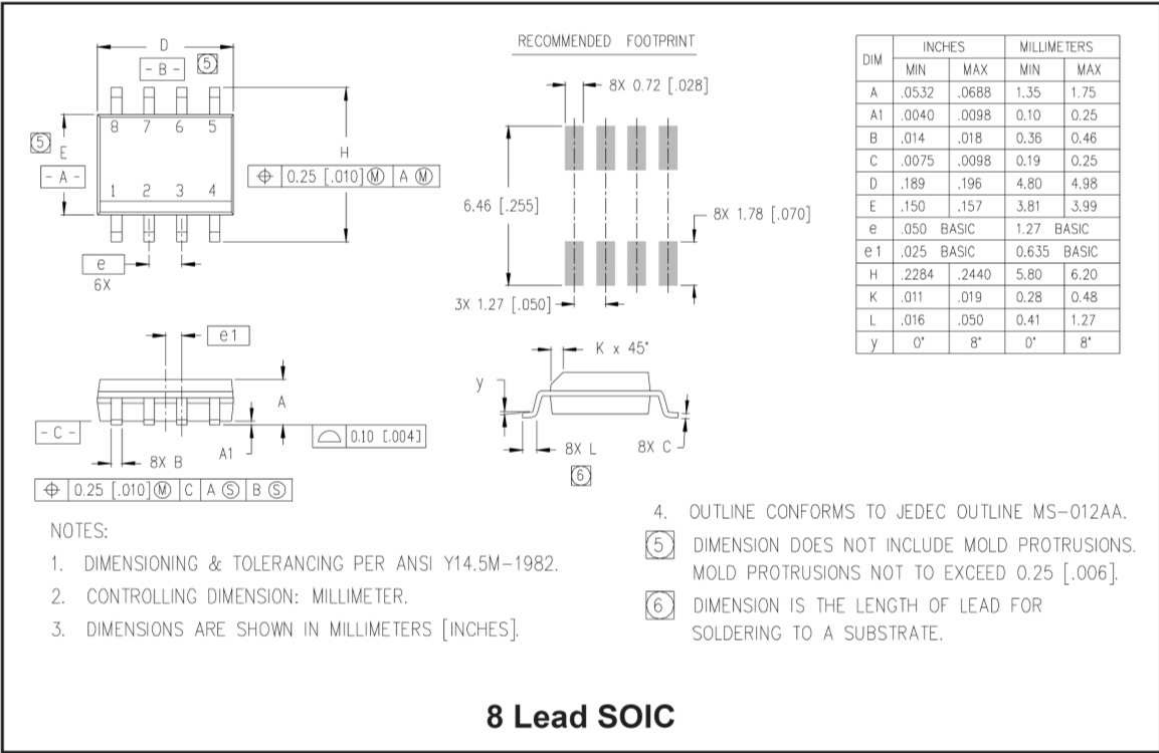 D
- B -
5
8 7 6 5
5
E
- A -
H
⌖ 0.25 [.010] Ⓜ A Ⓜ
1 2 3 4
e
6X
RECOMMENDED FOOTPRINT
8X 0.72 [.028]
6.46 [.255]
8X 1.78 [.070]
3X 1.27 [.050]
DIM INCHES MILLIMETERS
MIN MAX MIN MAX
A .0532 .0688 1.35 1.75
A1 .0040 .0098 0.10 0.25
B .014 .018 0.36 0.46
C .0075 .0098 0.19 0.25
D .189 .196 4.80 4.98
E .150 .157 3.81 3.99
e .050 BASIC 1.27 BASIC
e1 .025 BASIC 0.635 BASIC
H .2284 .2440 5.80 6.20
K .011 .019 0.28 0.48
L .016 .050 0.41 1.27
y 0° 8° 0° 8°
e1
A
- C -
8X B
A1
⌓ 0.10 [.004]
⌖ 0.25 [.010] Ⓜ C A Ⓢ B Ⓢ
K x 45°
y
8X L
8X C
6
NOTES:
1. DIMENSIONING & TOLERANCING PER ANSI Y14.5M-1982.
2. CONTROLLING DIMENSION: MILLIMETER.
3. DIMENSIONS ARE SHOWN IN MILLIMETERS [INCHES].
4. OUTLINE CONFORMS TO JEDEC OUTLINE MS-012AA.
5 DIMENSION DOES NOT INCLUDE MOLD PROTRUSIONS.
MOLD PROTRUSIONS NOT TO EXCEED 0.25 [.006].
6 DIMENSION IS THE LENGTH OF LEAD FOR
SOLDERING TO A SUBSTRATE.
8 Lead SOIC